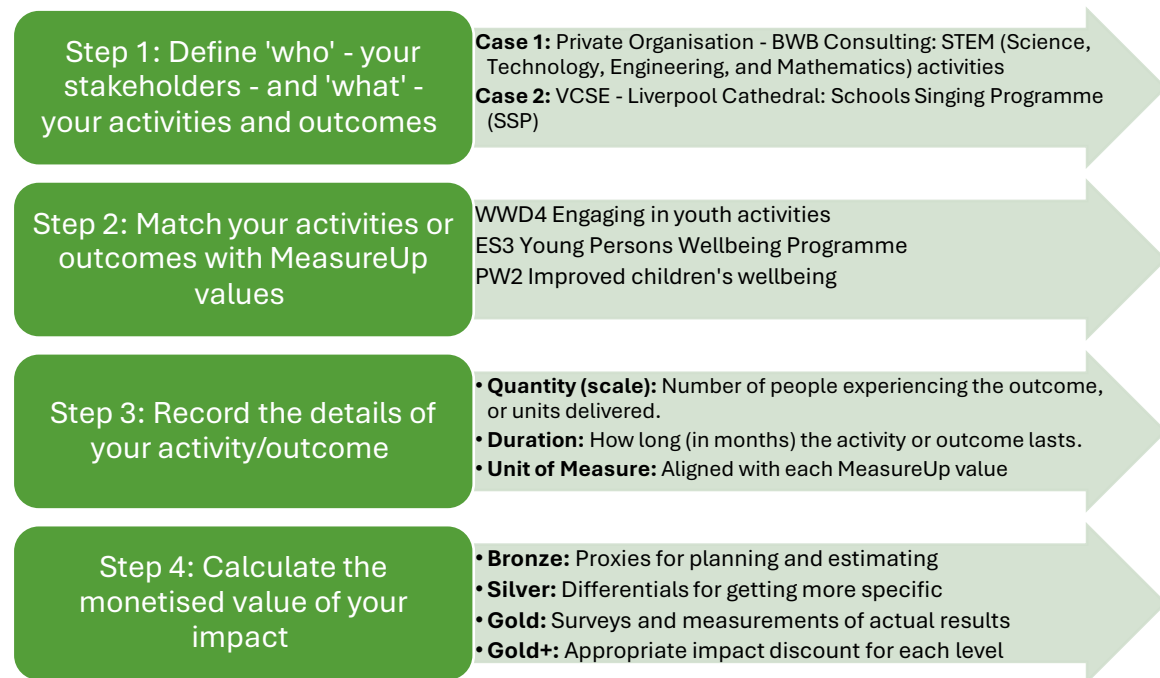 Step 1: Define 'who' - your
stakeholders - and 'what' -
your activities and outcomes
Case 1: Private Organisation - BWB Consulting: STEM (Science,
Technology, Engineering, and Mathematics) activities
Case 2: VCSE - Liverpool Cathedral: Schools Singing Programme
(SSP)
Step 2: Match your activities or
outcomes with MeasureUp
values
WWD4 Engaging in youth activities
ES3 Young Persons Wellbeing Programme
PW2 Improved children's wellbeing
Step 3: Record the details of
your activity/outcome
• Quantity (scale): Number of people experiencing the outcome,
or units delivered.
• Duration: How long (in months) the activity or outcome lasts.
• Unit of Measure: Aligned with each MeasureUp value
Step 4: Calculate the
monetised value of your
impact
• Bronze: Proxies for planning and estimating
• Silver: Differentials for getting more specific
• Gold: Surveys and measurements of actual results
• Gold+: Appropriate impact discount for each level